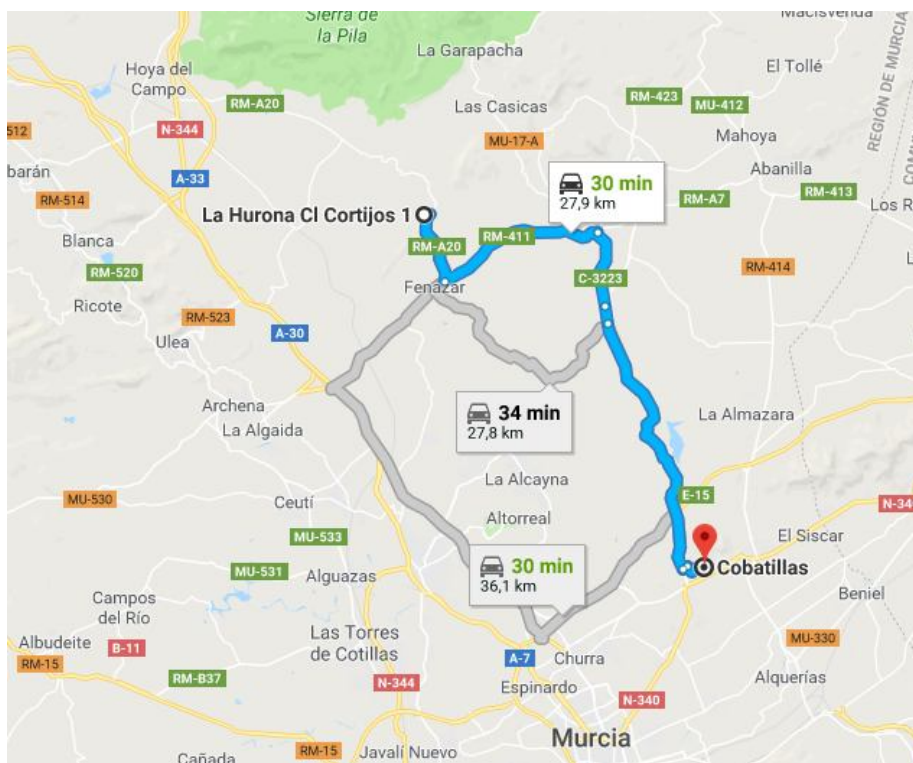 Sierra de
la Pila
Macisvenda
La Garapacha
El Tollé
Hoya del
Campo
RM-A20
Las Casicas
RM-423
MU-412
N-344
MU-17-A
Mahoya
REGIÓN DE MURCIA
512
barán
A-33
30 min
27,9 km
Abanilla
RM-514
RM-A7
RM-413
La Hurona Cl Cortijos 1
Los R
Blanca
RM-A20
RM-411
RM-414
RM-520
C-3223
Fenazar
Ricote
RM-523
Ulea
A-30
34 min
27,8 km
Archena
La Algaida
La Almazara
La Alcayna
MU-530
E-15
Ceutí
N-340
Altorreal
MU-533
El Siscar
30 min
36,1 km
Cobatillas
MU-531
Alguazas
Beniel
Campos
del Río
Las Torres
de Cotillas
MU-330
Albudeite
B-11
A-7
Churra
RM-15
Alquerías
RM-B37
N-344
Espinardo
N-340
Murcia
RM-15
Javalí Nuevo
Cañada